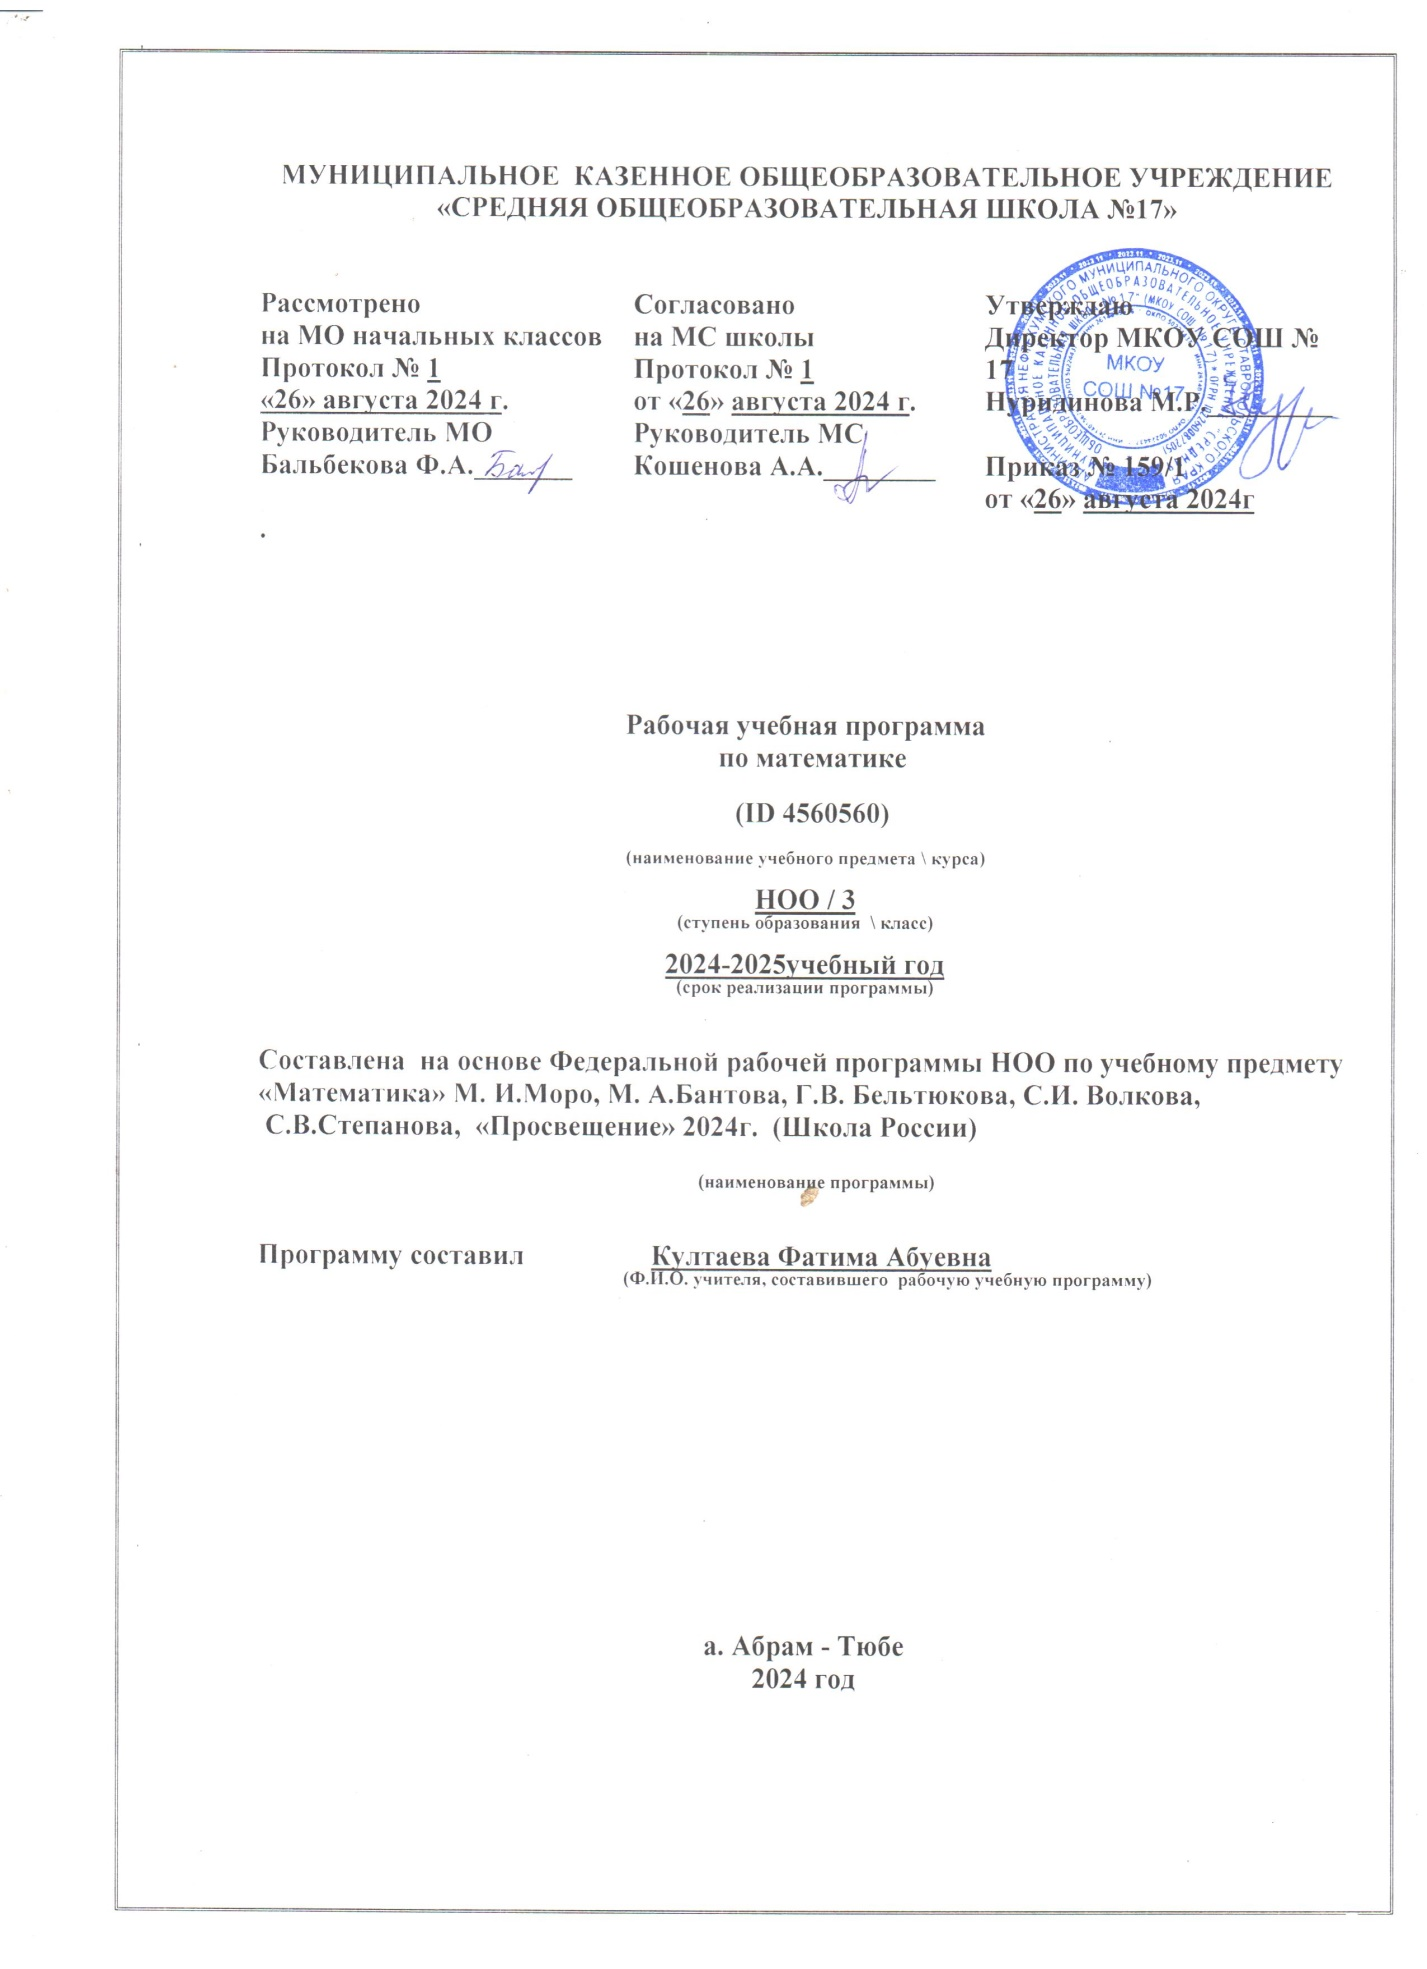 МУНИЦИПАЛЬНОЕ КАЗЕННОЕ ОБЩЕОБРАЗОВАТЕЛЬНОЕ УЧРЕЖДЕНИЕ
«СРЕДНЯЯ ОБЩЕОБРАЗОВАТЕЛЬНАЯ ШКОЛА №17»
Рассмотрено
на МО начальных классов
Протокол № 1
«26» августа 2024 г.
Руководитель МО
Бальбекова Ф.А.
Согласовано
на МС школы
Протокол № 1
от «26» августа 2024 г.
Руководитель МС
Кошенова А.А.
Утверждаю
Директор МКОУ СОШ №
17
Нуридинова М.Р.
Приказ № 159/1
от «26» августа 2024г
МКОУ
СОШ №17
Рабочая учебная программа
по математике
(ID 4560560)
(наименование учебного предмета \ курса)
НОО / 3
(ступень образования \ класс)
2024-2025учебный год
(срок реализации программы)
Составлена на основе Федеральной рабочей программы НОО по учебному предмету
«Математика» М. И.Моро, М. А.Бантова, Г.В. Бельтюкова, С.И. Волкова,
С.В.Степанова, «Просвещение» 2024г. (Школа России)
(наименование программы)
Программу составил Култаева Фатима Абуевна
(Ф.И.О. учителя, составившего рабочую учебную программу)
а. Абрам - Тюбе
2024 год